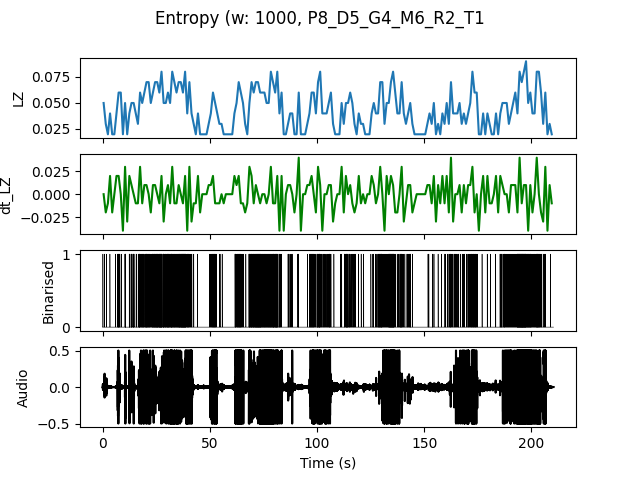 Entropy (w: 1000, P8_D5_G4_M6_R2_T1
LZ
0.075
0.050
0.025
dt_LZ
0.025
0.000
−0.025
Binarised
1
0
Audio
0.5
0.0
−0.5
0 50 100 150 200
Time (s)